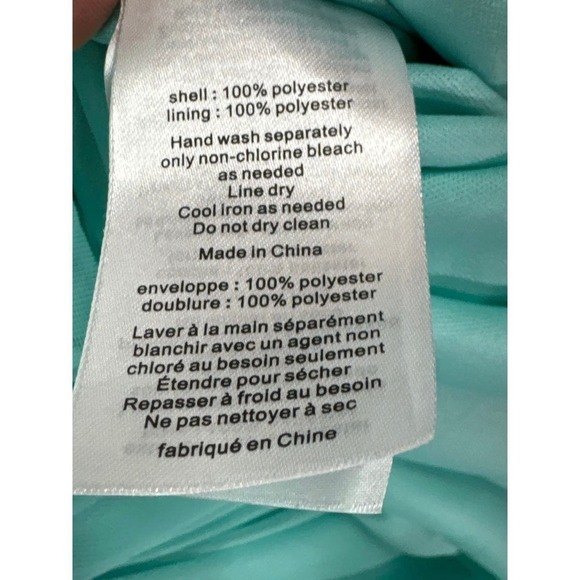 shell : 100% polyester
lining : 100% polyester
Hand wash separately
only non-chlorine bleach
as needed
Line dry
Cool iron as needed
Do not dry clean
Made in China
enveloppe : 100% polyester
doublure : 100% polyester
Laver à la main séparément
blanchir avec un agent non
chloré au besoin seulement
Étendre pour sécher
Repasser à froid au besoin
Ne pas nettoyer à sec
fabriqué en Chine